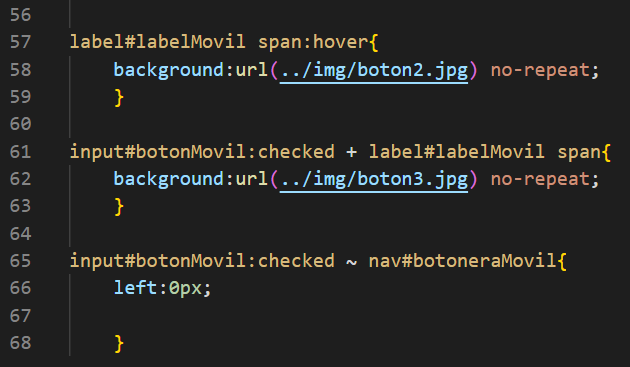 56
57 label#labelMovil span:hover{
58 background:url(../img/boton2.jpg) no-repeat;
59 }
60
61 input#botonMovil:checked + label#labelMovil span{
62 background:url(../img/boton3.jpg) no-repeat;
63 }
64
65 input#botonMovil:checked ~ nav#botoneraMovil{
66 left:0px;
67
68 }